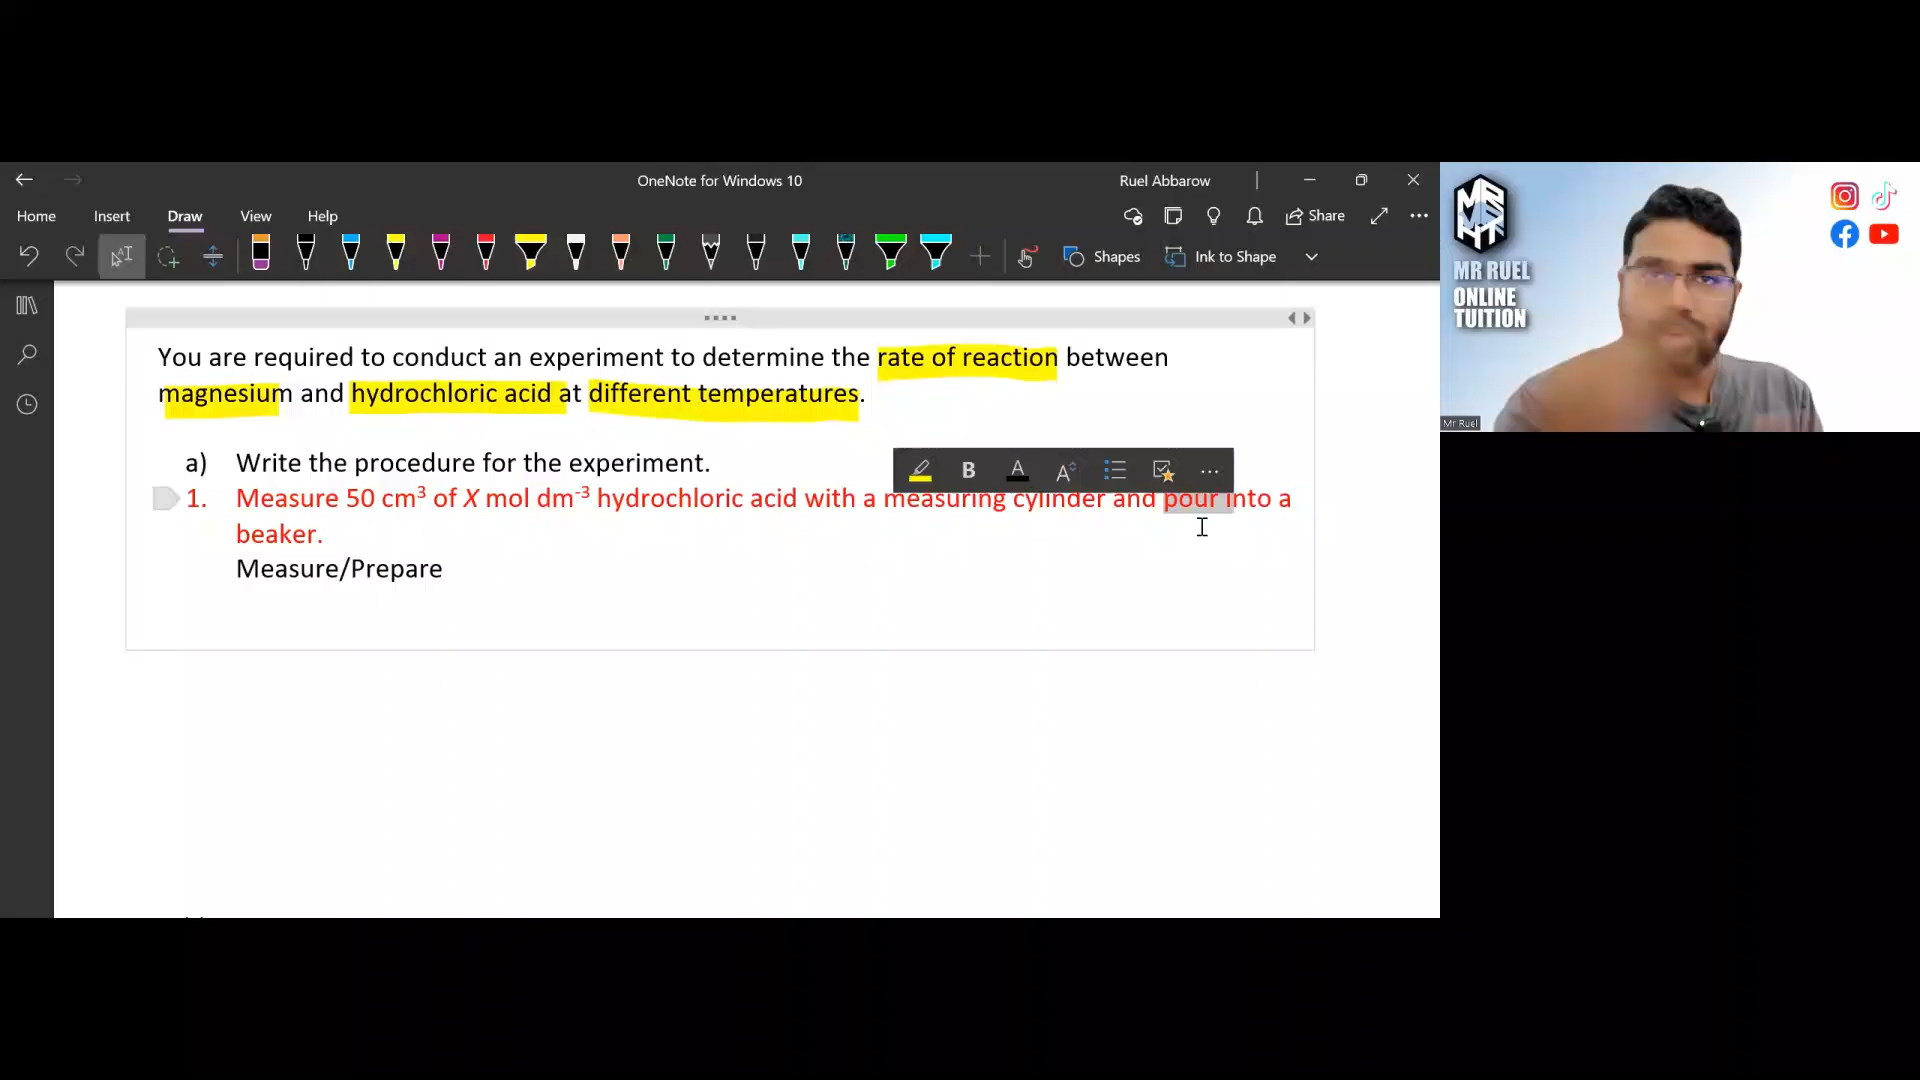 OneNote for Windows 10
Ruel Abbarow
Home Insert Draw View Help
Share
Shapes
Ink to Shape
MR RUEL
ONLINE
TUITION
Mr Ruel
You are required to conduct an experiment to determine the rate of reaction between
magnesium and hydrochloric acid at different temperatures.
a) Write the procedure for the experiment.
1. Measure 50 cm³ of X mol dm⁻³ hydrochloric acid with a measuring cylinder and pour into a
beaker.
Measure/Prepare